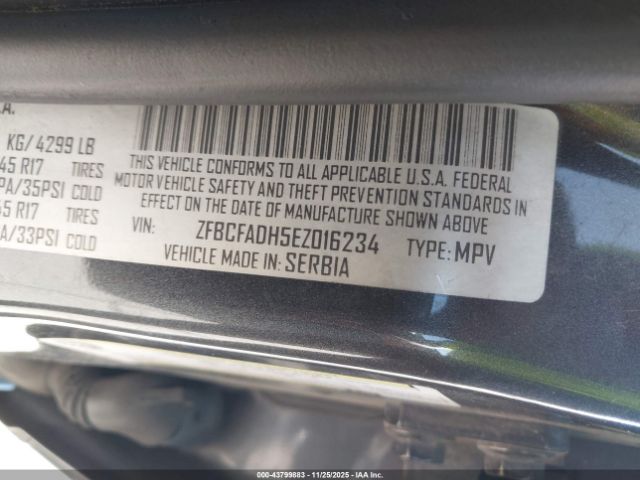 .A.
KG/ 4299 LB
45 R17 TIRES
PA/35PSI COLD
45 R17 TIRES
A/33PSI COLD
THIS VEHICLE CONFORMS TO ALL APPLICABLE U.S.A. FEDERAL
MOTOR VEHICLE SAFETY AND THEFT PREVENTION STANDARDS IN
EFFECT ON THE DATE OF MANUFACTURE SHOWN ABOVE
VIN: ZFBCFADH5EZ016234 TYPE: MPV
VEHICLE MADE IN: SERBIA
000-43799883 - 11/25/2025 - IAA Inc.